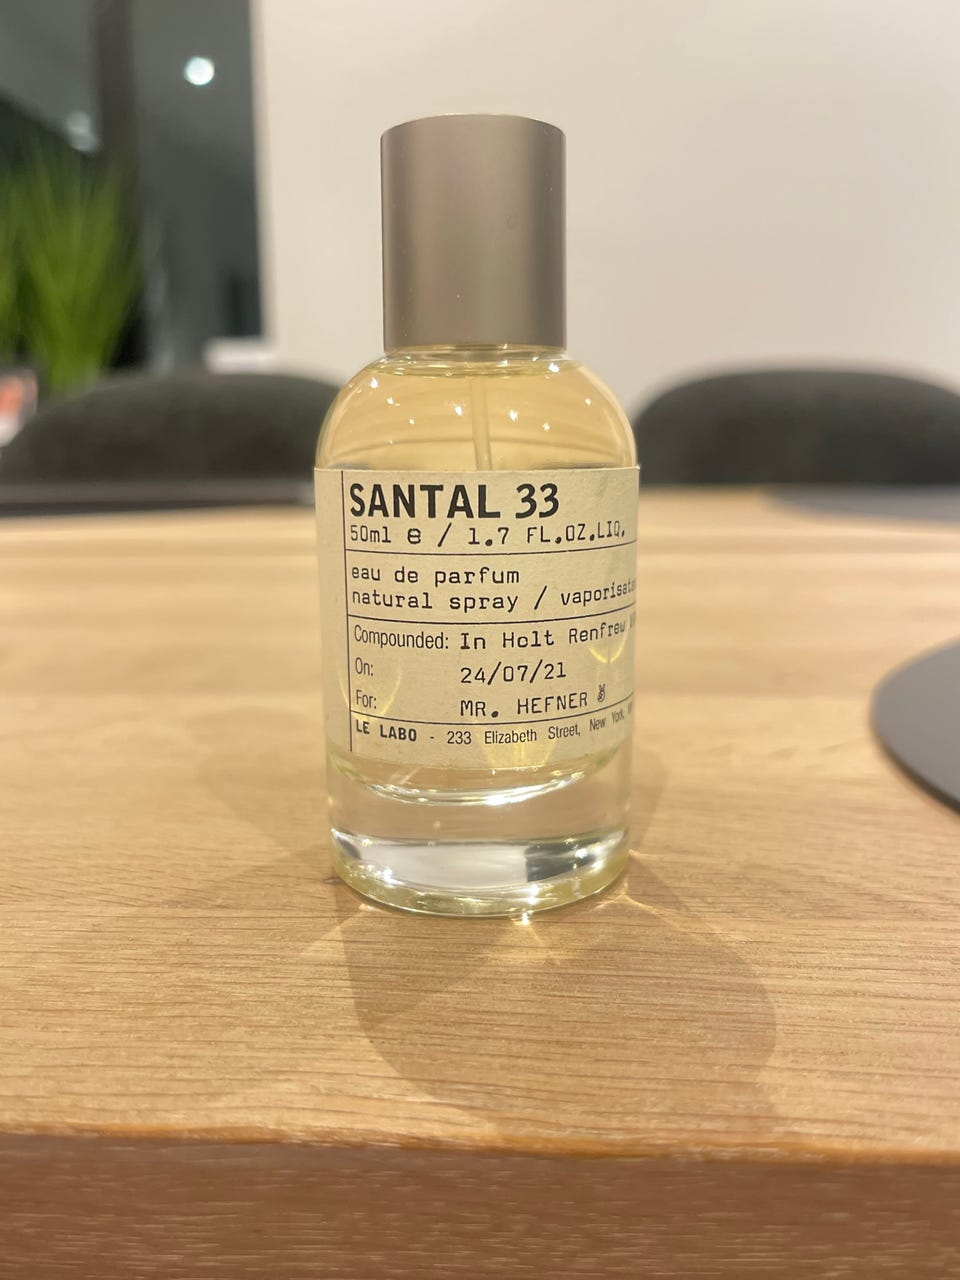 SANTAL 33
50ml e / 1.7 FL.OZ.LIQ.
eau de parfum
natural spray /
Compounded: In Holt Renfrew
On: 24/07/21
For: MR. HEFNER ✌
LE LABO - 233 Elizabeth Street, New York,